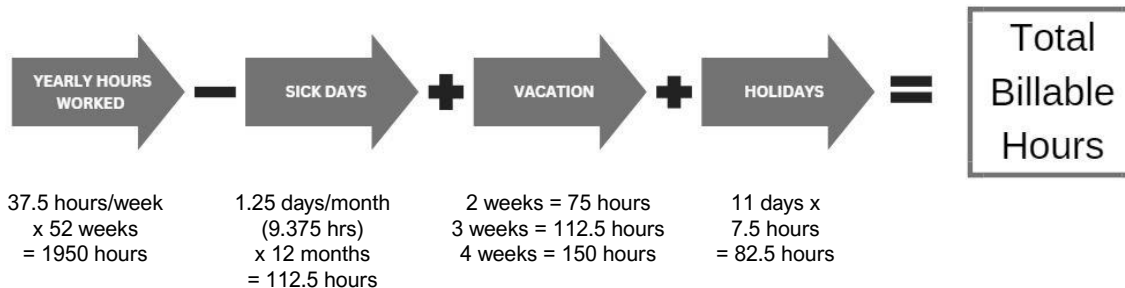 YEARLY HOURS
WORKED
SICK DAYS
VACATION
HOLIDAYS
Total
Billable
Hours
37.5 hours/week
x 52 weeks
= 1950 hours
1.25 days/month
(9.375 hrs)
x 12 months
= 112.5 hours
2 weeks = 75 hours
3 weeks = 112.5 hours
4 weeks = 150 hours
11 days x
7.5 hours
= 82.5 hours